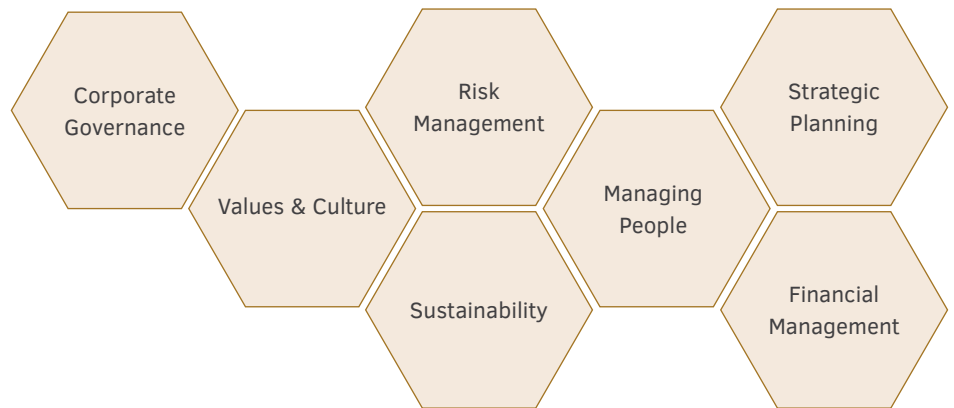 Corporate
Governance
Values & Culture
Risk
Management
Sustainability
Managing
People
Strategic
Planning
Financial
Management